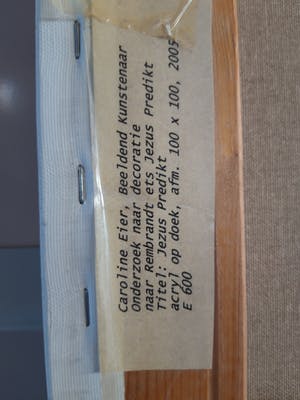 Caroline Eier, Beeldend Kunstenaar
Onderzoek naar decoratie
naar Rembrandt ets Jezus Predikt
Titel: Jezus Predikt
acryl op doek, afm. 100 x 100, 2005
E 600